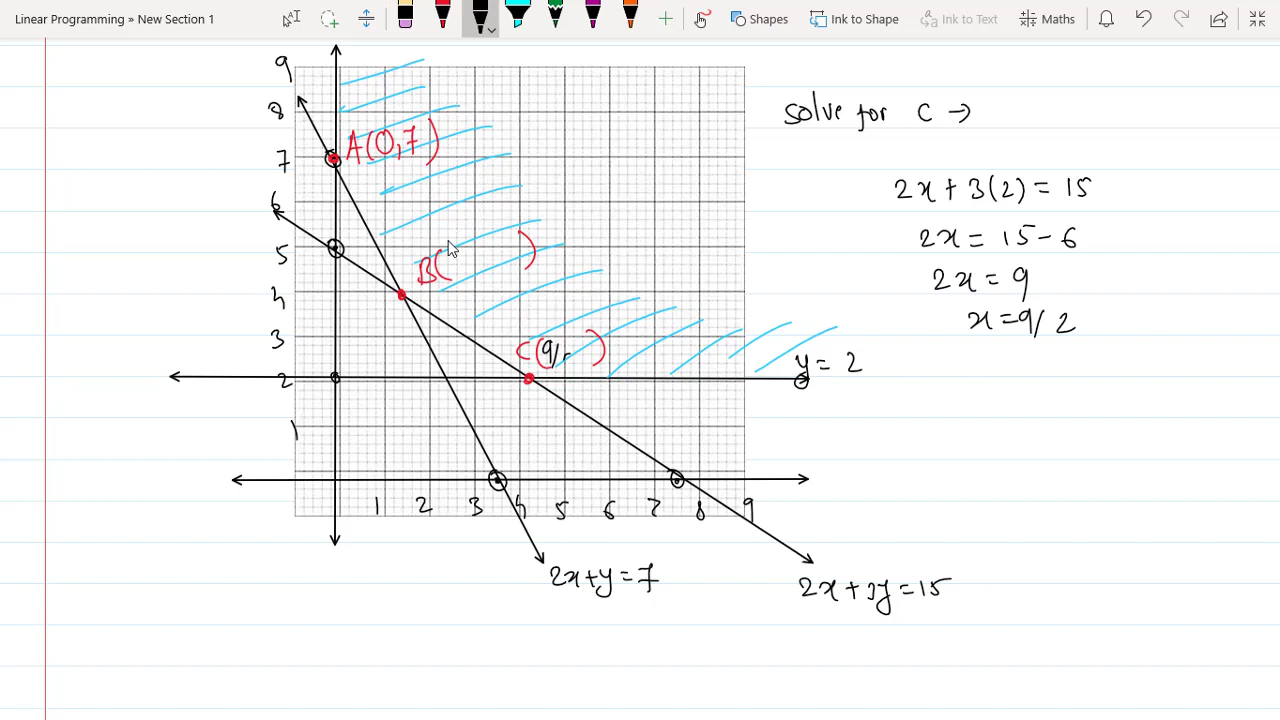 Linear Programming » New Section 1
Shapes
Ink to Shape
Ink to Text
Maths
9
8
7
6
5
4
3
2
1
A(0,7)
B( )
C(9/ )
y = 2
1 2 3 4 5 6 7 8 9
2x+y=7
2x+3y=15
solve for C →
2x + 3(2) = 15
2x = 15 - 6
2x = 9
x = 9/2